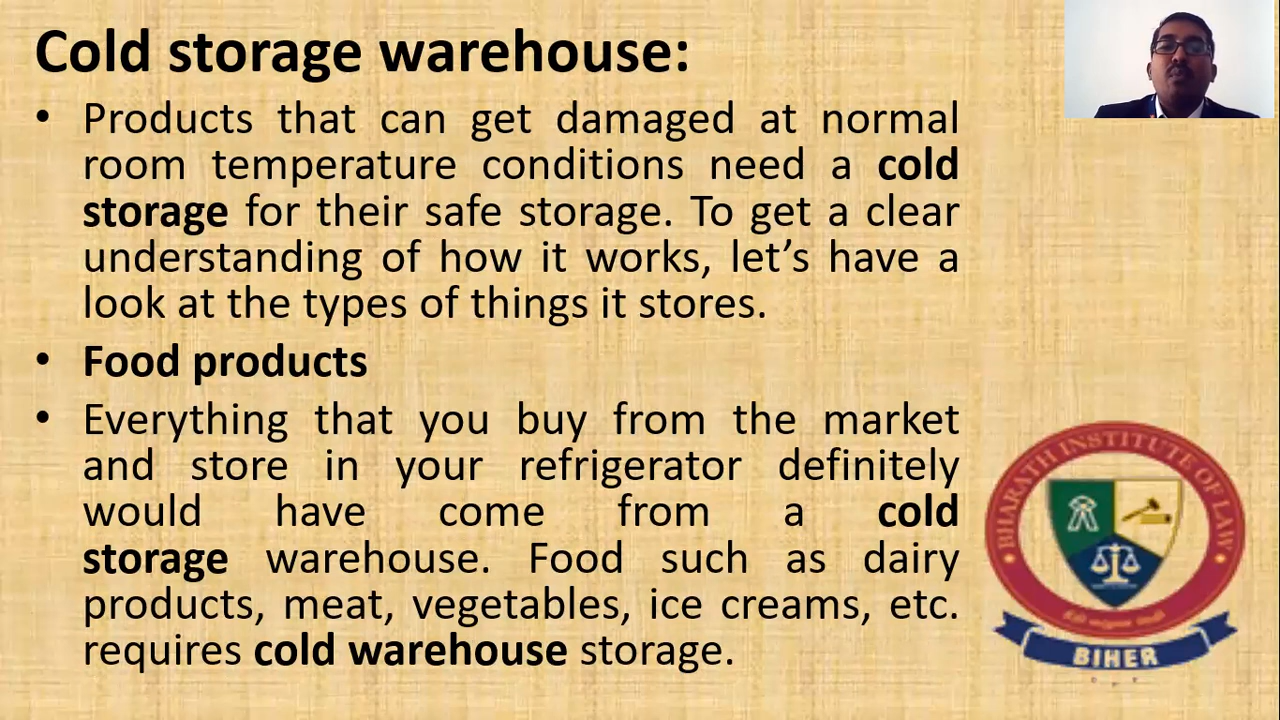 Cold storage warehouse:
• Products that can get damaged at normal
room temperature conditions need a cold
storage for their safe storage. To get a clear
understanding of how it works, let’s have a
look at the types of things it stores.
• Food products
• Everything that you buy from the market
and store in your refrigerator definitely
would have come from a cold
storage warehouse. Food such as dairy
products, meat, vegetables, ice creams, etc.
requires cold warehouse storage.
BHARATH INSTITUTE OF LAW
BIHER